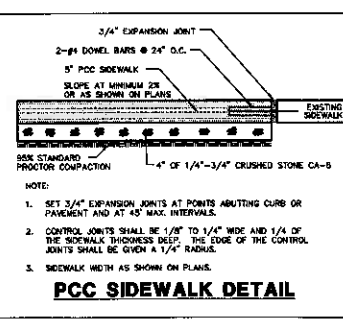 3/4" EXPANSION JOINT
2-#4 DOWEL BARS @ 24" O.C.
5" PCC SIDEWALK
SLOPE AT MINIMUM 2%
OR AS SHOWN ON PLANS
EXISTING
SIDEWALK
95% STANDARD
PROCTOR COMPACTION
4" OF 1/4"-3/4" CRUSHED STONE CA-6
NOTE:
1. SET 3/4" EXPANSION JOINTS AT POINTS ABUTTING CURB OR
PAVEMENT AND AT 45' MAX. INTERVALS.
2. CONTROL JOINTS SHALL BE 1/8" TO 1/4" WIDE AND 1/4 OF
THE SIDEWALK THICKNESS DEEP. THE EDGE OF THE CONTROL
JOINTS SHALL BE GIVEN A 1/4" RADIUS.
3. SIDEWALK WIDTH AS SHOWN ON PLANS.
PCC SIDEWALK DETAIL